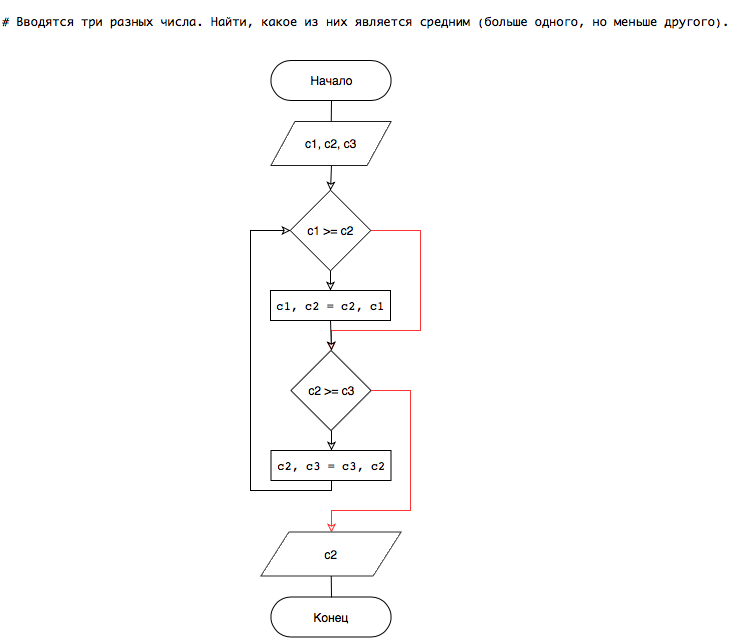 # Вводятся три разных числа. Найти, какое из них является средним (больше одного, но меньше другого).
Начало
c1, c2, c3
c1 >= c2
c1, c2 = c2, c1
c2 >= c3
c2, c3 = c3, c2
c2
Конец